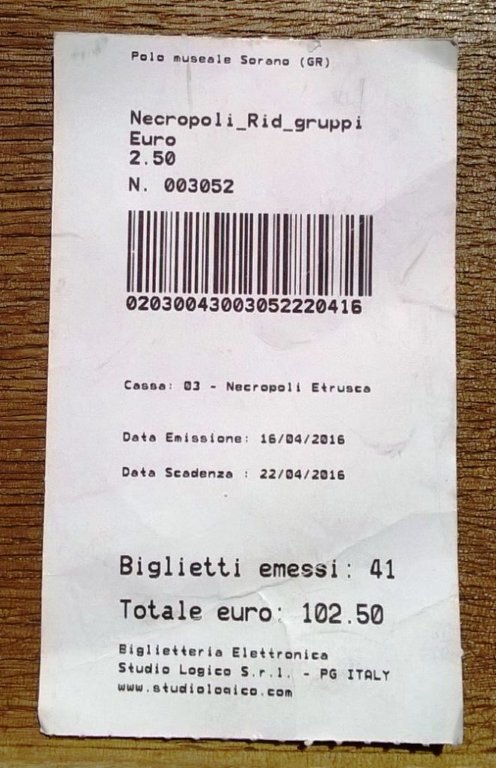 Polo museale Sorano (GR)
Necropoli_Rid_gruppi
Euro
2.50
N. 003052
02030043003052220416
Cassa: 03 - Necropoli Etrusca
Data Emissione: 16/04/2016
Data Scadenza : 22/04/2016
Biglietti emessi: 41
Totale euro: 102.50
Biglietteria Elettronica
Studio Logico S.r.l. - PG ITALY
www.studiologico.com